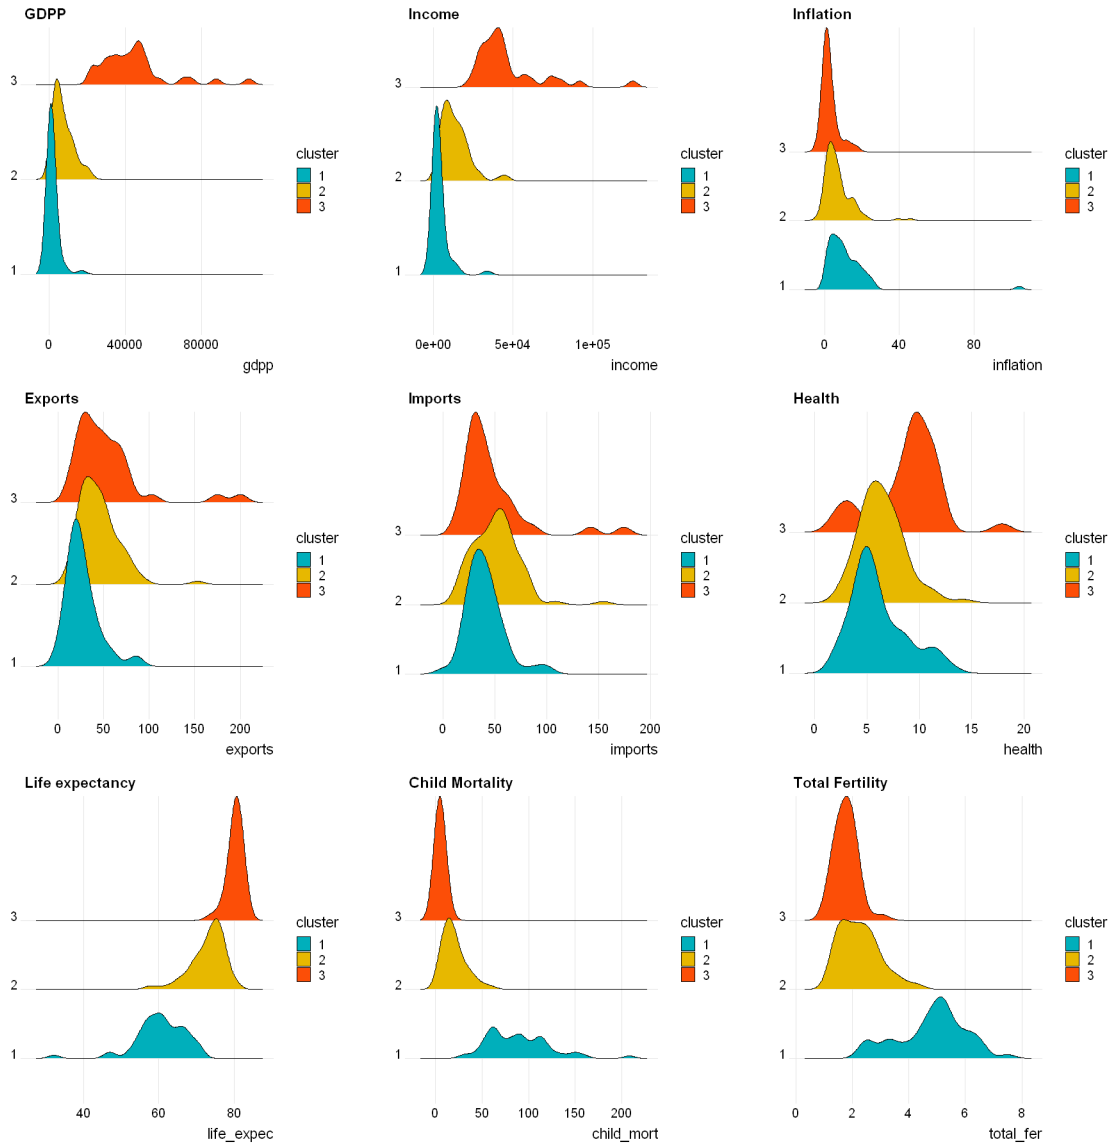 GDPP
3
2
1
0 40000 80000
gdpp
cluster
1
2
3
Income
3
2
1
0e+00 5e+04 1e+05
income
cluster
1
2
3
Inflation
3
2
1
0 40 80
inflation
cluster
1
2
3
Exports
3
2
1
0 50 100 150 200
exports
cluster
1
2
3
Imports
3
2
1
0 50 100 150 200
imports
cluster
1
2
3
Health
3
2
1
0 5 10 15 20
health
cluster
1
2
3
Life expectancy
3
2
1
40 60 80
life_expec
cluster
1
2
3
Child Mortality
3
2
1
0 50 100 150 200
child_mort
cluster
1
2
3
Total Fertility
3
2
1
0 2 4 6 8
total_fer
cluster
1
2
3